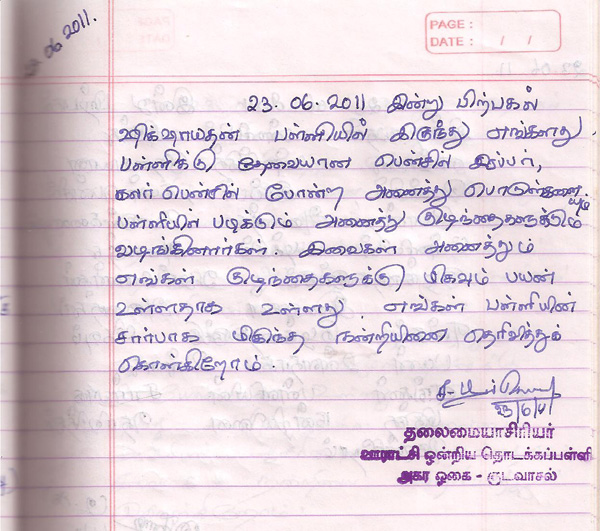 23.06.2011.
PAGE :
DATE : / /
23.06.2011 இன்று பிற்பகல்
பள்ளியில் இருந்து எங்களது
பள்ளிக்கு தேவையான பென்சில் இரப்பர்,
கலர் பென்சில் போன்ற அனைத்து பொருள்களையும்
பள்ளியில் படிக்கும் அனைத்து குழந்தைகளுக்கும்
வழங்கினார்கள். இவைகள் அனைத்தும்
எங்கள் குழந்தைகளுக்கு மிகவும் பயன்
உள்ளதாக உள்ளது. எங்கள் பள்ளியின்
சார்பாக மிகுந்த நன்றியினை தெரிவித்துக்
கொள்கிறோம்.
23/6/11
தலைமையாசிரியர்
ஊராட்சி ஒன்றிய தொடக்கப்பள்ளி
அகர ஓகை - குடவாசல்